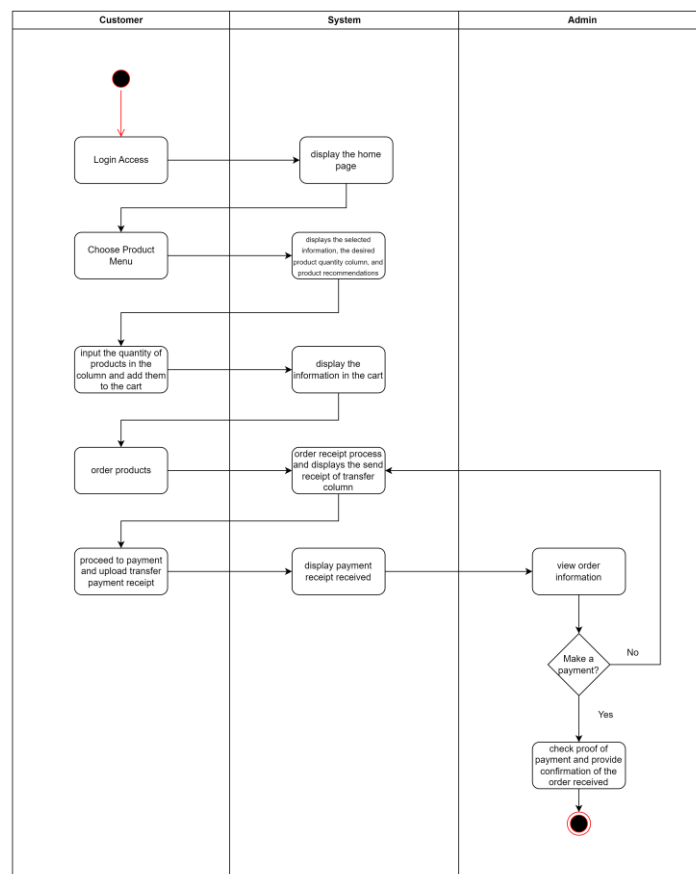 Customer
System
Admin
Login Access
display the home
page
Choose Product
Menu
displays the selected
information, the desired
product quantity column, and
product recommendations
input the quantity of
products in the
column and add them
to the cart
display the
information in the cart
order products
order receipt process
and displays the send
receipt of transfer
column
proceed to payment
and upload transfer
payment receipt
display payment
receipt received
view order
information
Make a
payment?
No
Yes
check proof of
payment and provide
confirmation of the
order received